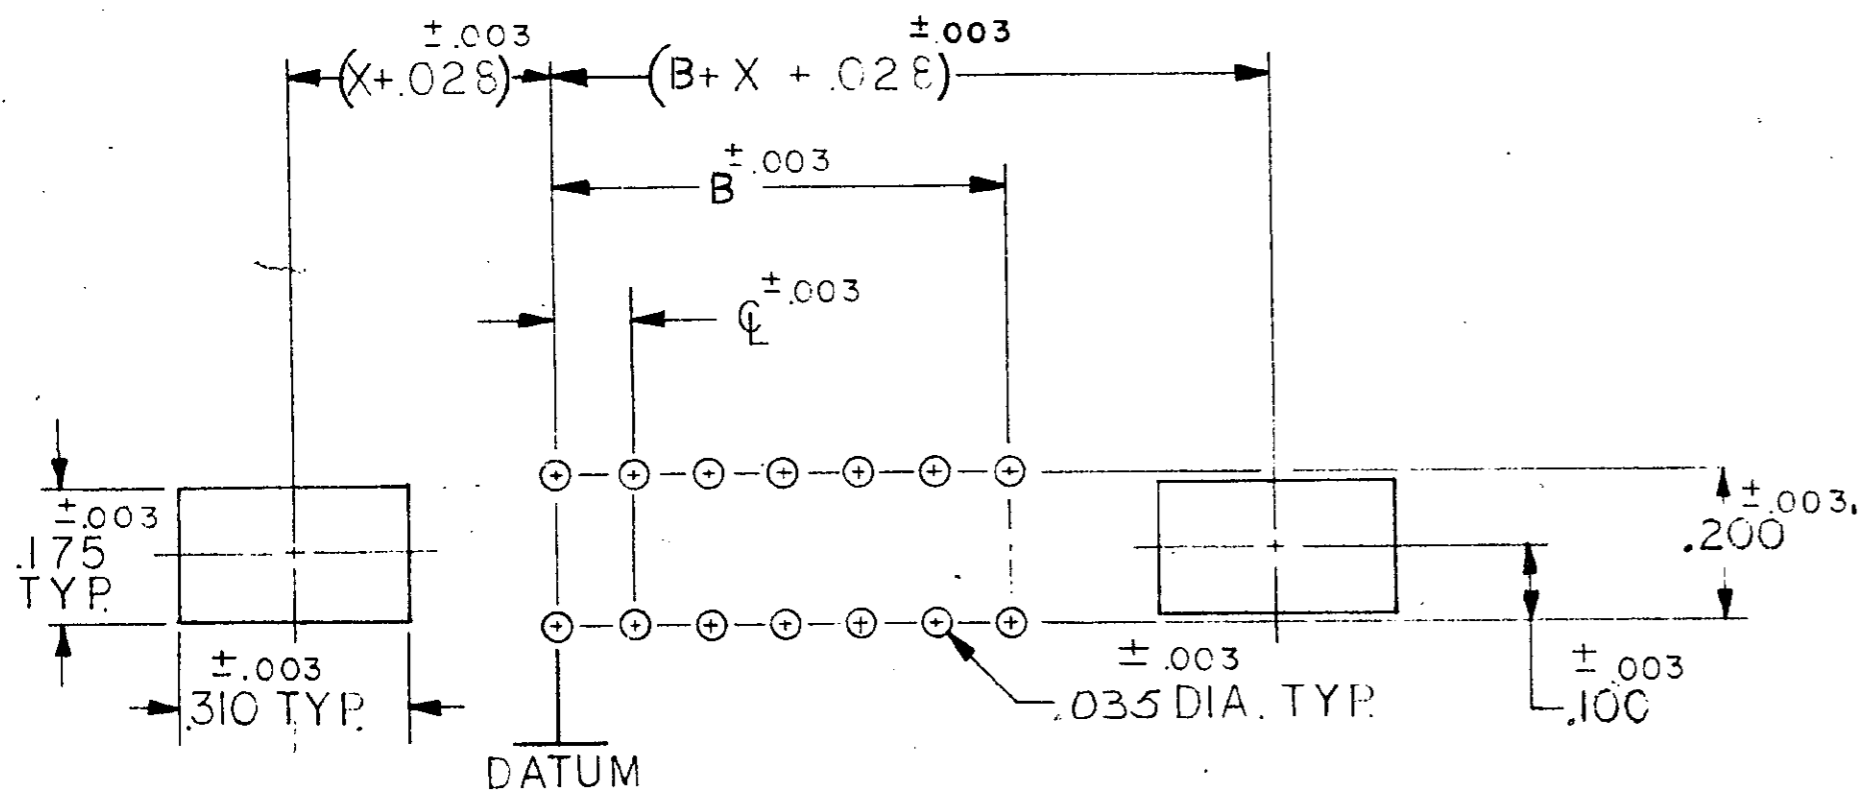 ±.003
(X+.028)
±.003
(B+ X + .028)
±.003
B
±.003
℄
±.003
.175
TYP.
±.003
.200
±.003
.310 TYP.
±.003
.035 DIA. TYP.
±.003
.100
DATUM